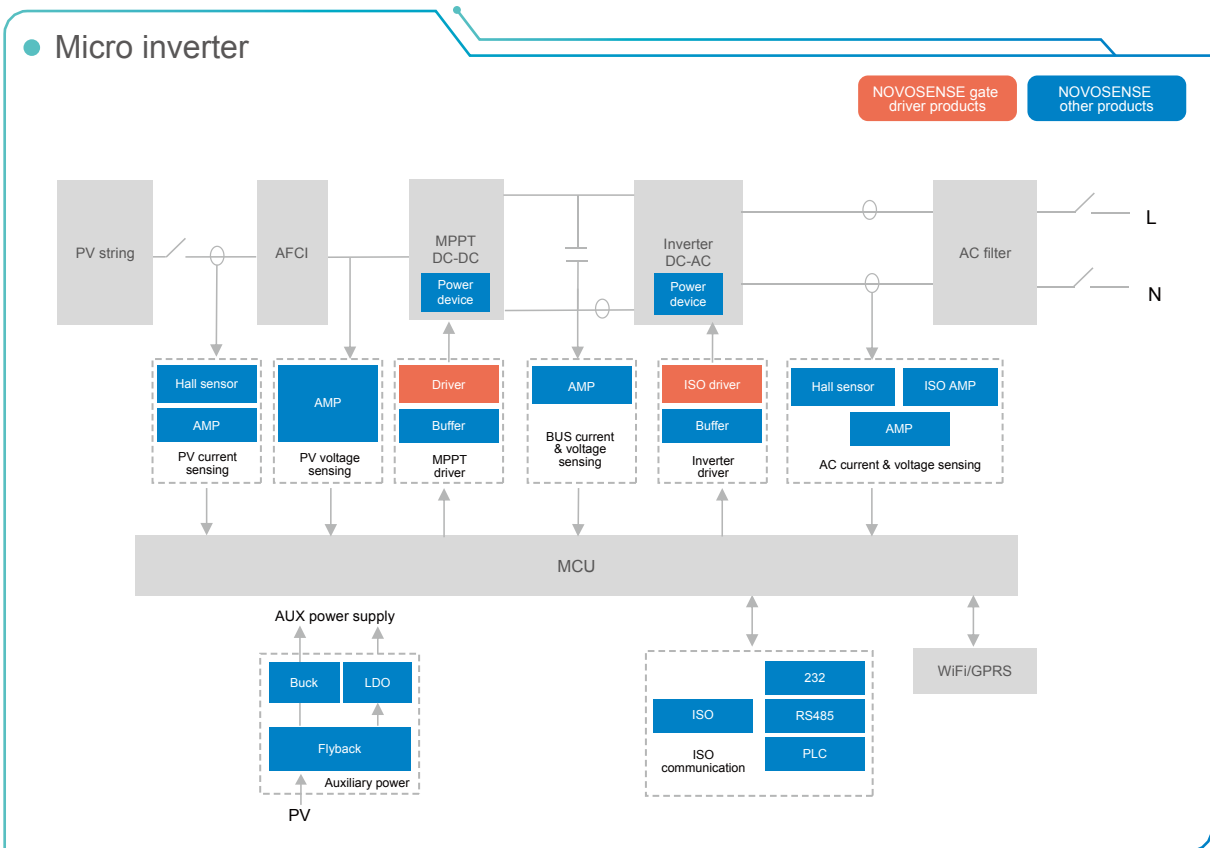 Micro inverter
NOVOSENSE gate
driver products
NOVOSENSE
other products
PV string
AFCI
MPPT
DC-DC
Power
device
Inverter
DC-AC
Power
device
AC filter
L
N
Hall sensor
AMP
PV current
sensing
AMP
PV voltage
sensing
Driver
Buffer
MPPT
driver
AMP
BUS current
& voltage
sensing
ISO driver
Buffer
Inverter
driver
Hall sensor
ISO AMP
AMP
AC current & voltage sensing
MCU
AUX power supply
Buck
LDO
Flyback
Auxiliary power
PV
ISO
ISO
communication
232
RS485
PLC
WiFi/GPRS